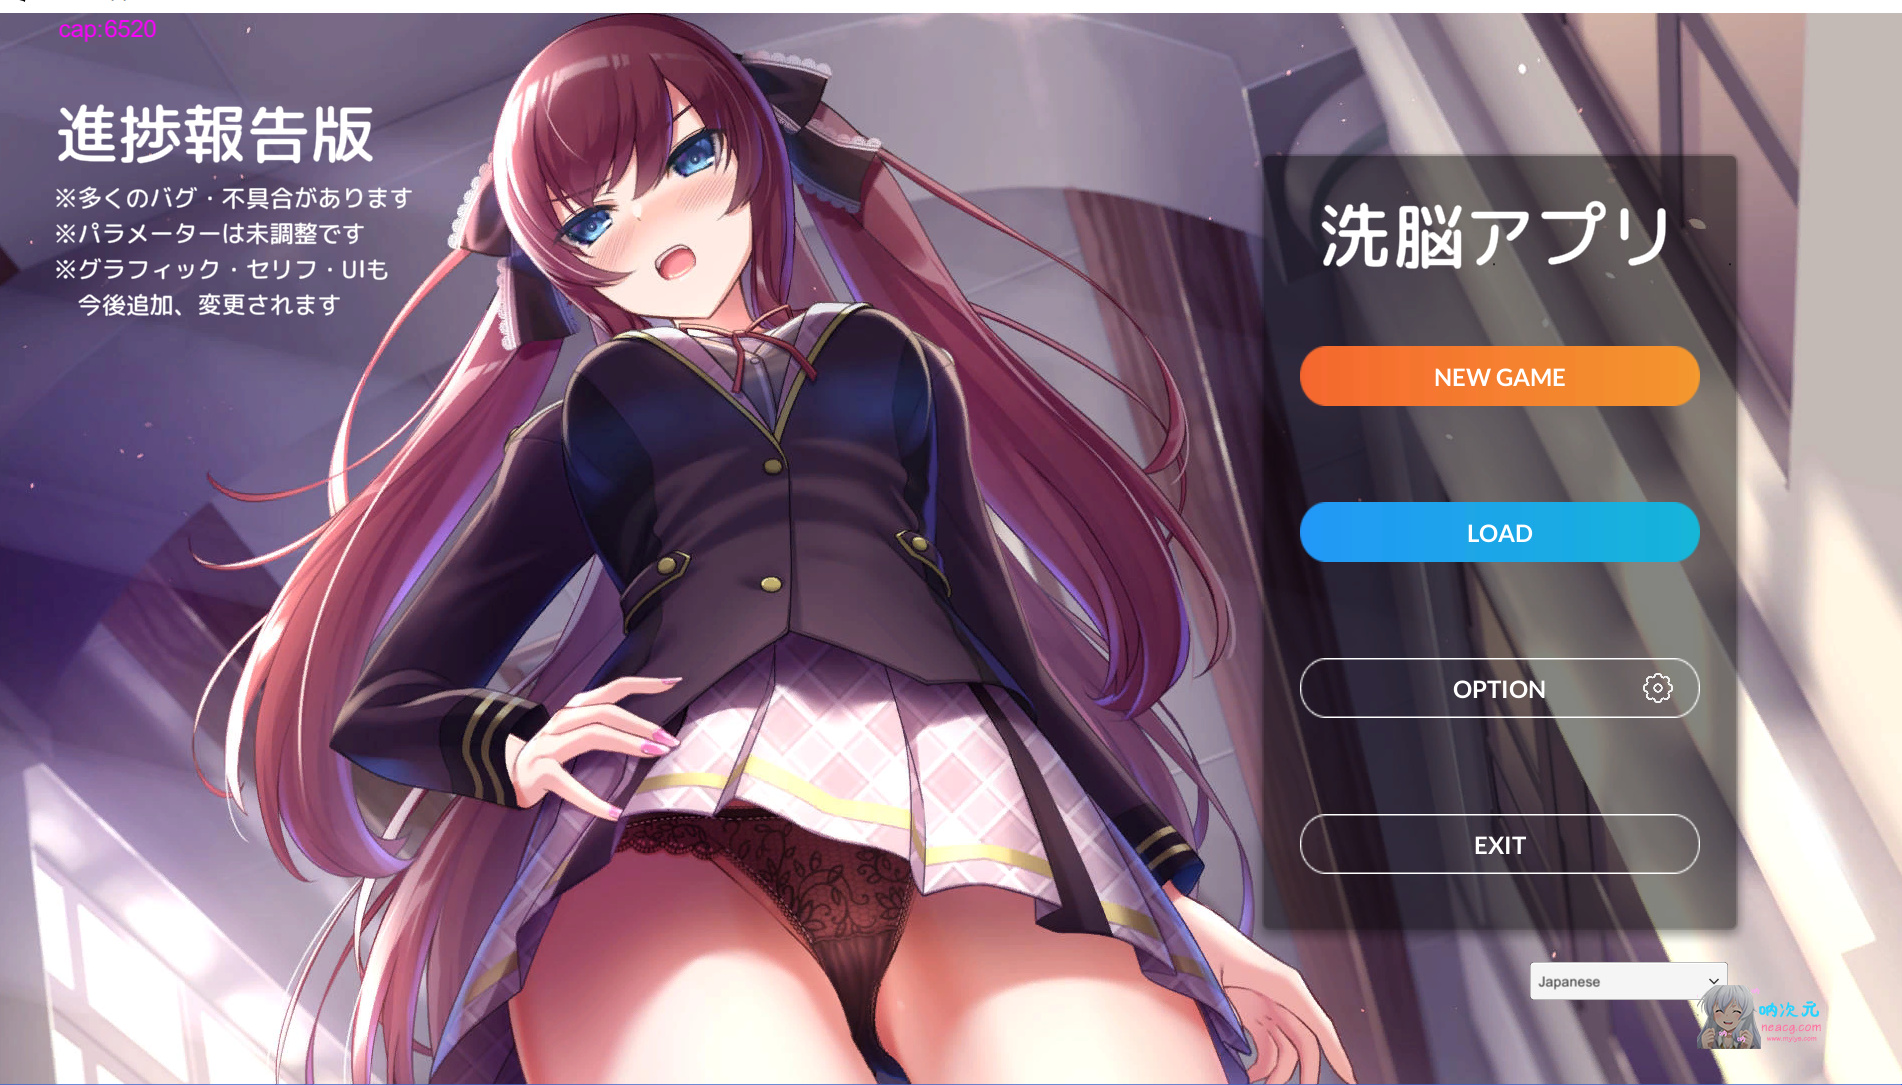 cap:6520
進捗報告版
※多くのバグ・不具合があります
※パラメーターは未調整です
※グラフィック・セリフ・UIも
今後追加、変更されます
洗脳アプリ
NEW GAME
LOAD
OPTION
EXIT
Japanese
呐次元
neacg.com